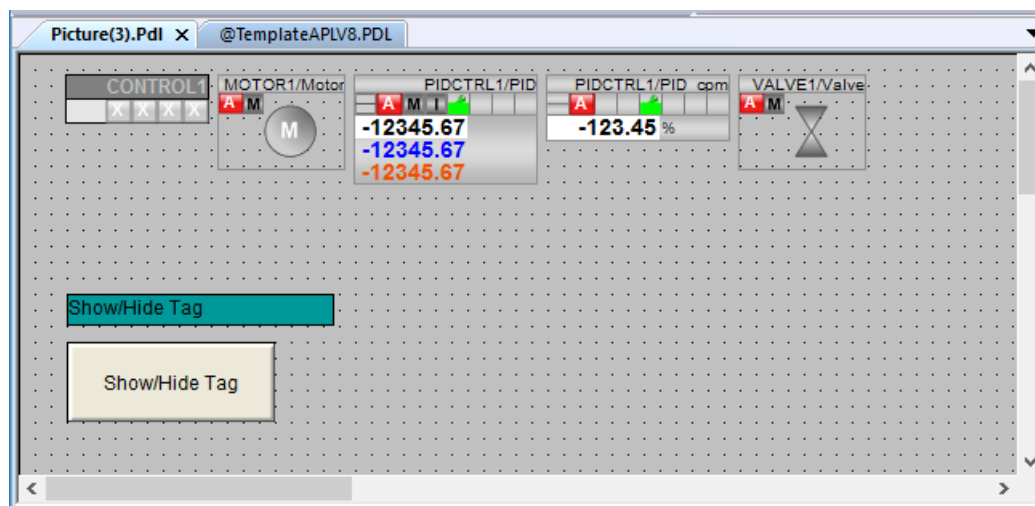 Picture(3).Pdl X @TemplateAPLV8.PDL
CONTROL1 MOTOR1/Motor PIDCTRL1/PID PIDCTRL1/PID_cpm VALVE1/Valve
X X X X A M A M I A A M
M -12345.67 -123.45 %
-12345.67
-12345.67
Show/Hide Tag
Show/Hide Tag